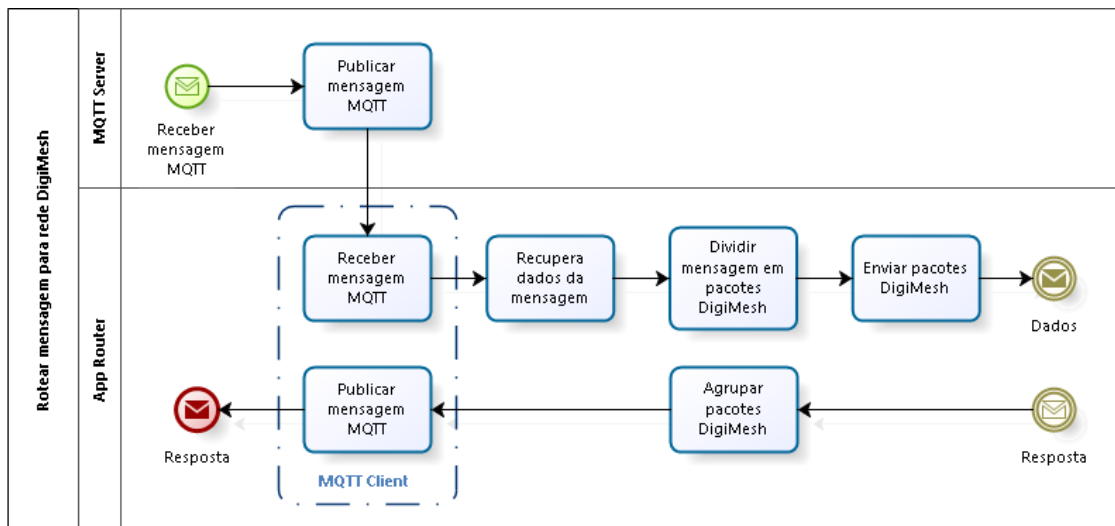 Rotear mensagem para rede DigiMesh
MQTT Server
Receber
mensagem
MQTT
Publicar
mensagem
MQTT
App Router
Receber
mensagem
MQTT
Recupera
dados da
mensagem
Dividir
mensagem em
pacotes
DigiMesh
Enviar pacotes
DigiMesh
Dados
Resposta
Publicar
mensagem
MQTT
Agrupar
pacotes
DigiMesh
Resposta
MQTT Client